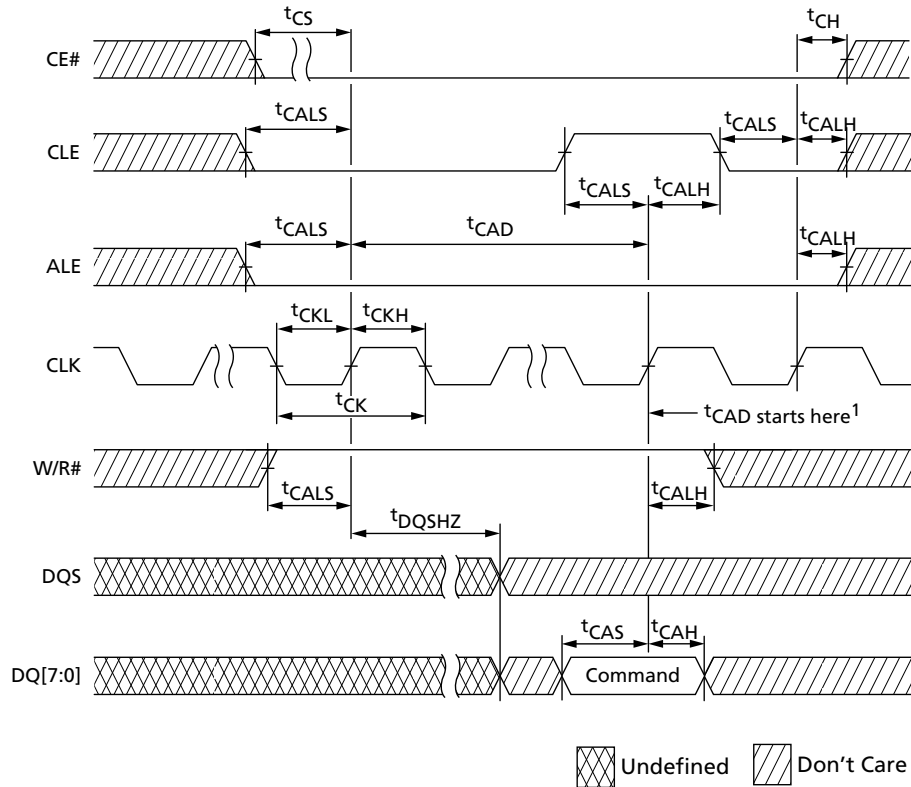 tCS
tCH
CE#
tCALS
tCALS
tCALH
CLE
tCALS
tCALH
tCALS
tCAD
tCALH
ALE
tCKL
tCKH
CLK
tCK
tCAD starts here1
W/R#
tCALS
tCALH
tDQSHZ
DQS
tCAS
tCAH
DQ[7:0]
Command
Undefined
Don't Care